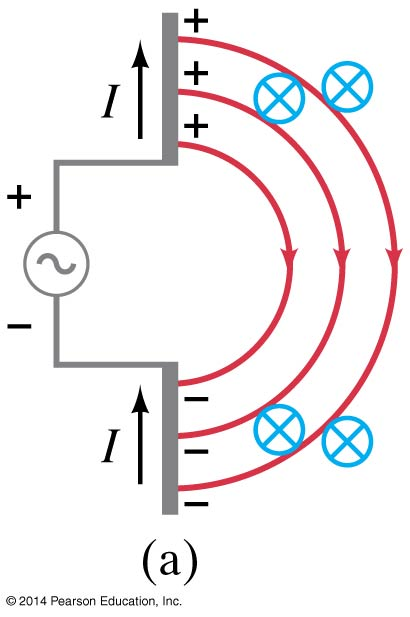 +
+
I
+
+
−
−
I
−
−
(a)
© 2014 Pearson Education, Inc.